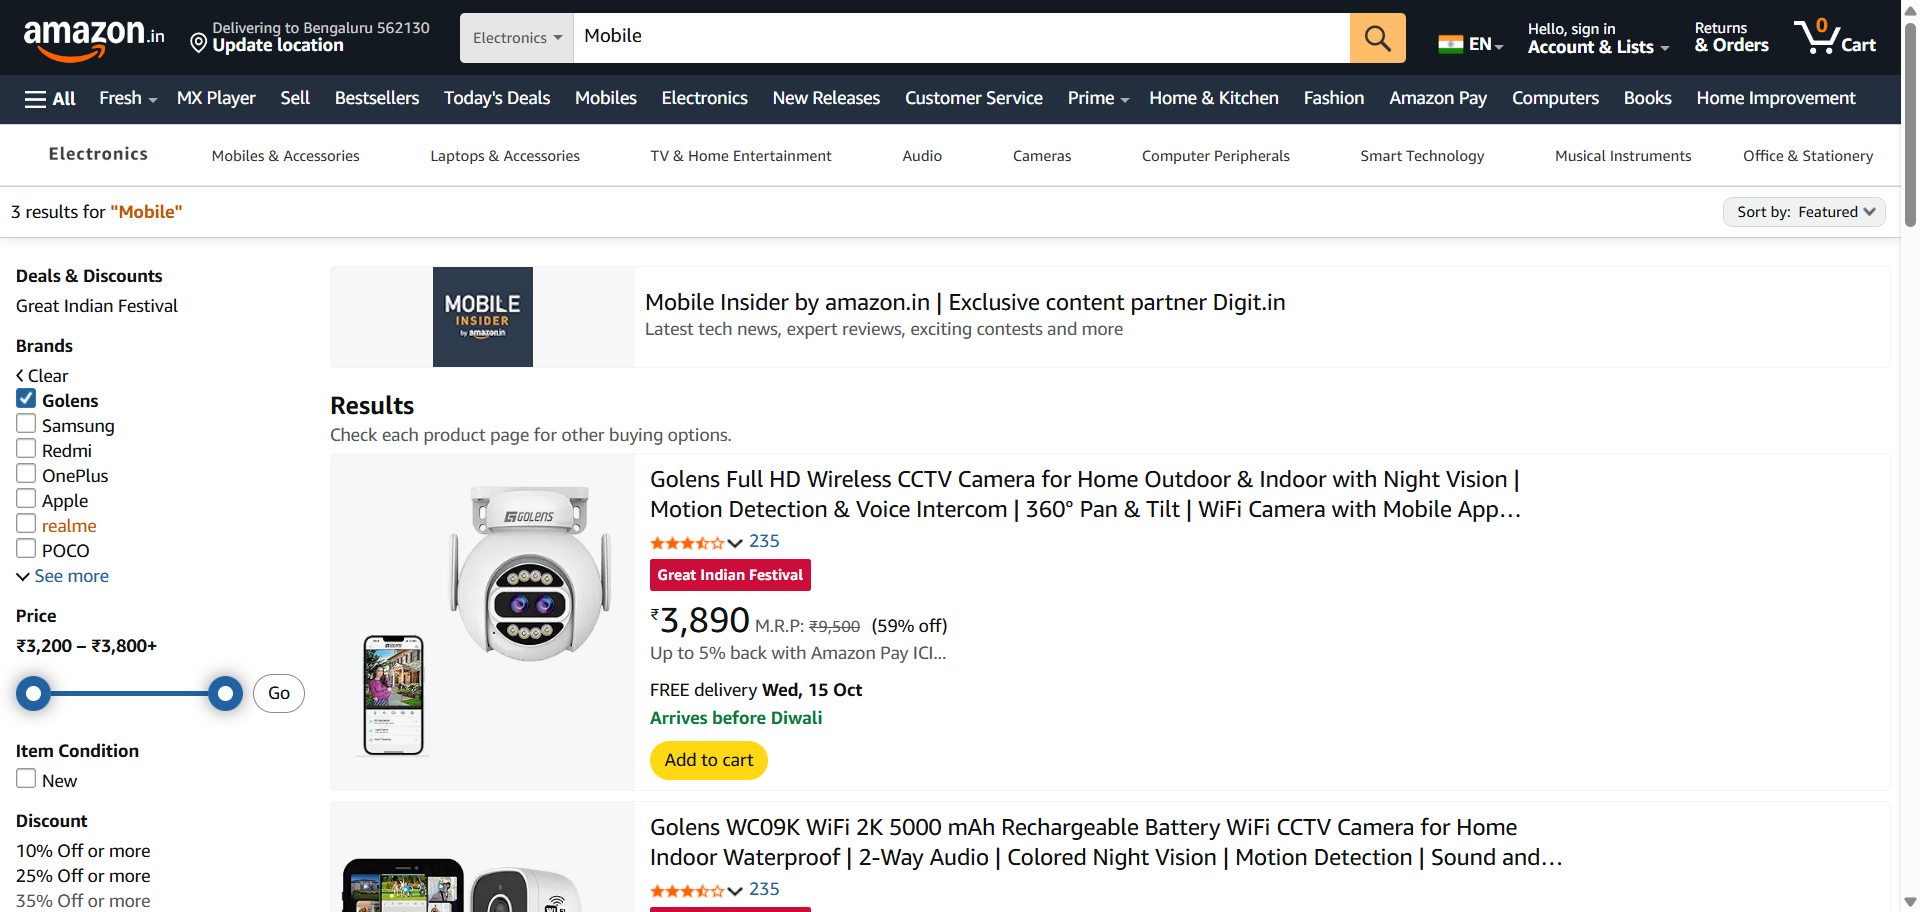 amazon.in
Delivering to Bengaluru 562130
Update location
Electronics
Mobile
EN
Hello, sign in
Account & Lists
Returns
& Orders
0
Cart
All
Fresh
MX Player
Sell
Bestsellers
Today's Deals
Mobiles
Electronics
New Releases
Customer Service
Prime
Home & Kitchen
Fashion
Amazon Pay
Computers
Books
Home Improvement
Electronics
Mobiles & Accessories
Laptops & Accessories
TV & Home Entertainment
Audio
Cameras
Computer Peripherals
Smart Technology
Musical Instruments
Office & Stationery
3 results for "Mobile"
Sort by: Featured
Deals & Discounts
Great Indian Festival
Brands
Clear
Golens
Samsung
Redmi
OnePlus
Apple
realme
POCO
See more
Price
₹3,200 – ₹3,800+
Go
Item Condition
New
Discount
10% Off or more
25% Off or more
35% Off or more
MOBILE
INSIDER
by amazon.in
Mobile Insider by amazon.in | Exclusive content partner Digit.in
Latest tech news, expert reviews, exciting contests and more
Results
Check each product page for other buying options.
GOLENS
Golens Full HD Wireless CCTV Camera for Home Outdoor & Indoor with Night Vision |
Motion Detection & Voice Intercom | 360° Pan & Tilt | WiFi Camera with Mobile App…
235
Great Indian Festival
₹3,890 M.R.P: ₹9,500 (59% off)
Up to 5% back with Amazon Pay ICI…
FREE delivery Wed, 15 Oct
Arrives before Diwali
Add to cart
Golens WC09K WiFi 2K 5000 mAh Rechargeable Battery WiFi CCTV Camera for Home
Indoor Waterproof | 2-Way Audio | Colored Night Vision | Motion Detection | Sound and…
235